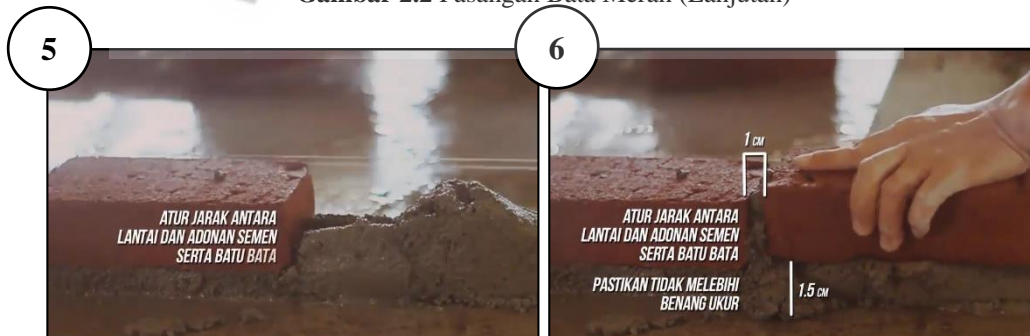 Gambar 2.2 Pasangan Bata Merah (Lanjutan)
5
6
ATUR JARAK ANTARA
LANTAI DAN ADONAN SEMEN
SERTA BATU BATA
1 CM
ATUR JARAK ANTARA
LANTAI DAN ADONAN SEMEN
SERTA BATU BATA
PASTIKAN TIDAK MELEBIHI
BENANG UKUR
1.5 CM